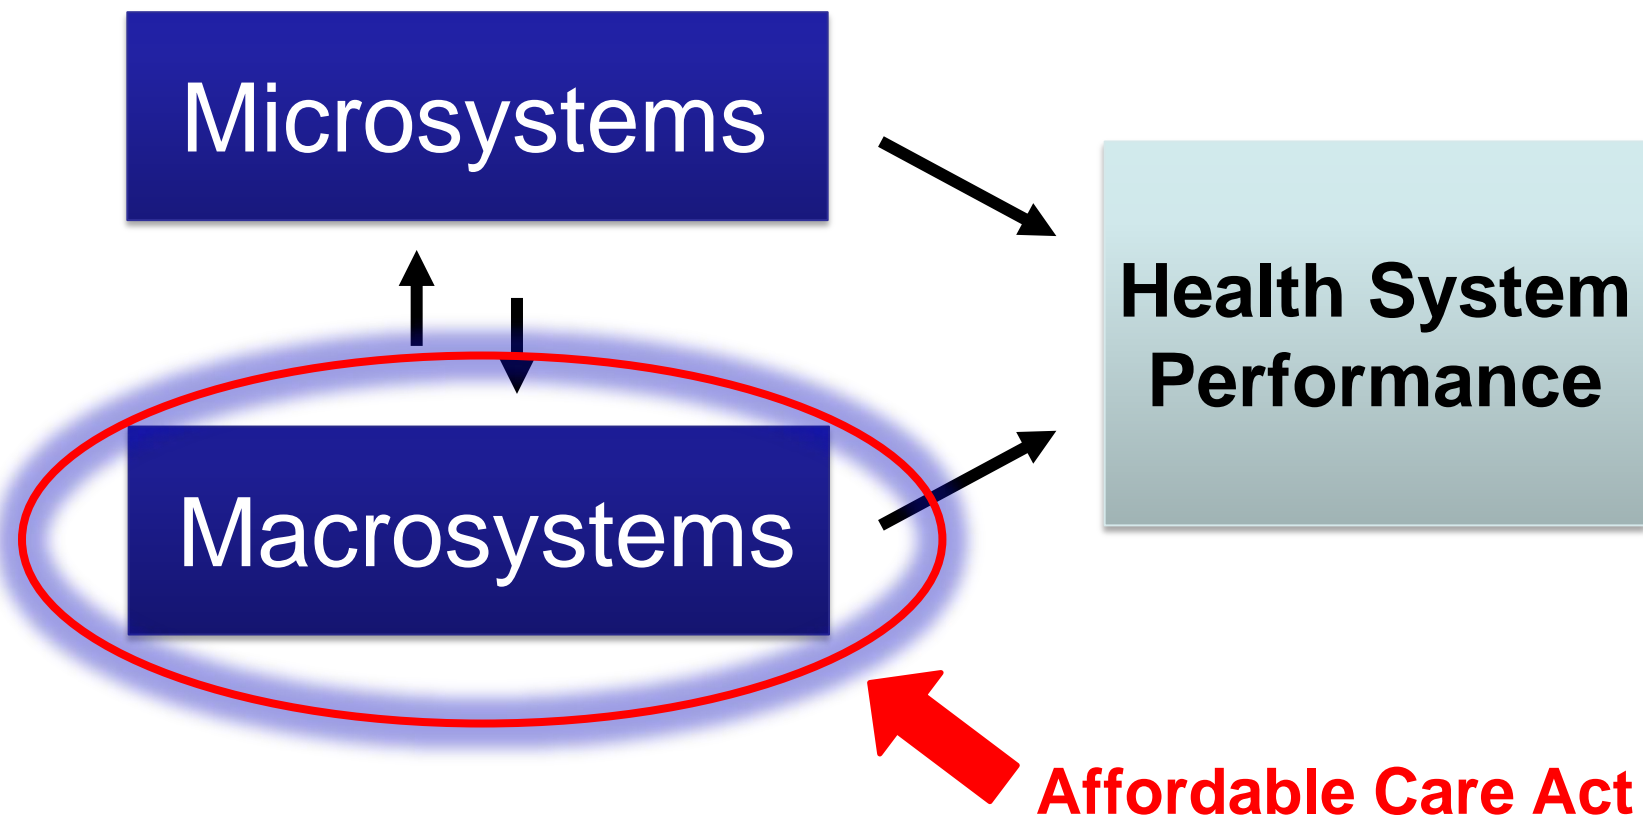 Microsystems
Health System
Performance
Macrosystems
Affordable Care Act